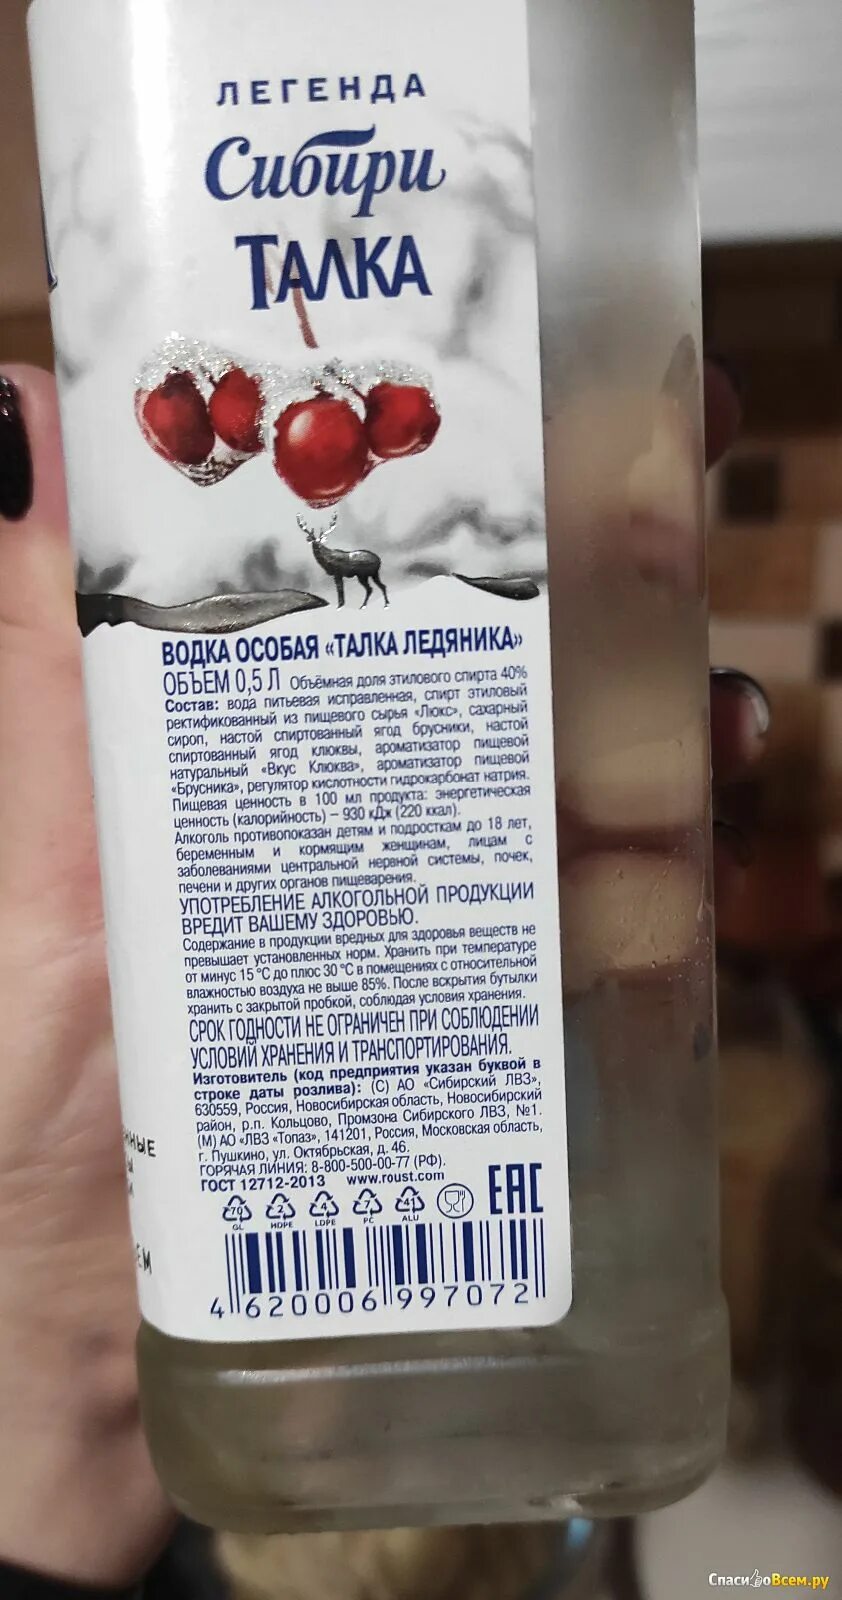 ЛЕГЕНДА
Сибири
ТАЛКА
ВОДКА ОСОБАЯ «ТАЛКА ЛЕДЯНИКА»
ОБЪЕМ 0,5 Л Объёмная доля этилового спирта 40%
Состав: вода питьевая исправленная, спирт этиловый
ректификованный из пищевого сырья «Люкс», сахарный
сироп, настой спиртованный ягод брусники, настой
спиртованный ягод клюквы, ароматизатор пищевой
натуральный «Вкус Клюква», ароматизатор пищевой
«Брусника», регулятор кислотности гидрокарбонат натрия.
Пищевая ценность в 100 мл продукта: энергетическая
ценность (калорийность) – 930 кДж (220 ккал).
Алкоголь противопоказан детям и подросткам до 18 лет,
беременным и кормящим женщинам, лицам с
заболеваниями центральной нервной системы, почек,
печени и других органов пищеварения.
УПОТРЕБЛЕНИЕ АЛКОГОЛЬНОЙ ПРОДУКЦИИ
ВРЕДИТ ВАШЕМУ ЗДОРОВЬЮ.
Содержание в продукции вредных для здоровья веществ не
превышает установленных норм. Хранить при температуре
от минус 15 °C до плюс 30 °C в помещениях с относительной
влажностью воздуха не выше 85%. После вскрытия бутылки
хранить с закрытой пробкой, соблюдая условия хранения.
СРОК ГОДНОСТИ НЕ ОГРАНИЧЕН ПРИ СОБЛЮДЕНИИ
УСЛОВИЙ ХРАНЕНИЯ И ТРАНСПОРТИРОВАНИЯ.
Изготовитель (код предприятия указан буквой в
строке даты розлива): (С) АО «Сибирский ЛВЗ»,
630559, Россия, Новосибирская область, Новосибирский
район, р.п. Кольцово, Промзона Сибирского ЛВЗ, №1.
(М) АО «ЛВЗ «Топаз», 141201, Россия, Московская область,
г. Пушкино, ул. Октябрьская, д. 46.
ГОРЯЧАЯ ЛИНИЯ: 8-800-500-00-77 (РФ).
ГОСТ 12712-2013 www.roust.com
70 2 4 7 41 EAC
GL HDPE LDPE PC ALU
4 620006 997072
СпасибоВсем.ру